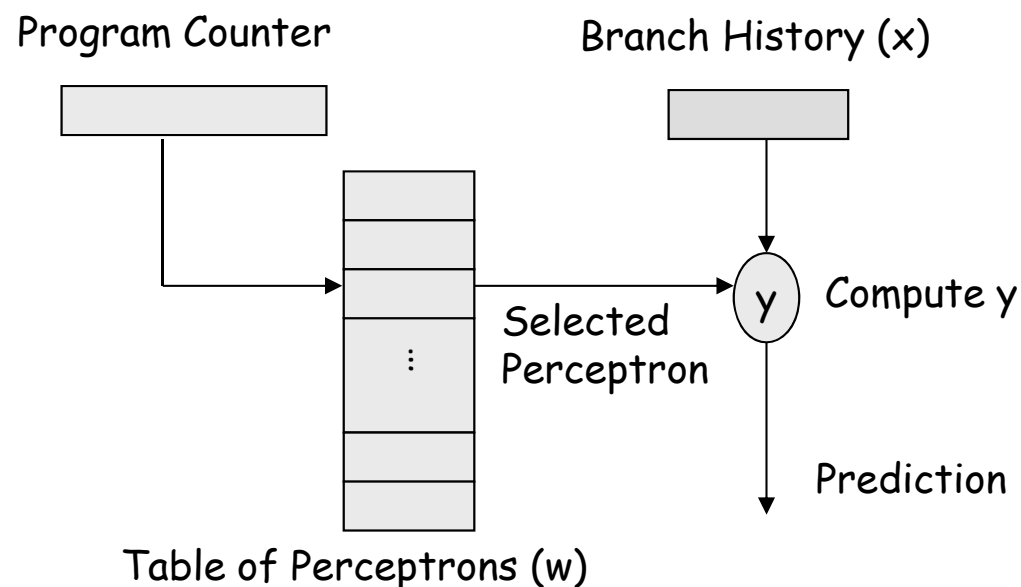 Program Counter
Branch History (x)
y
Compute y
Selected
Perceptron
⋮
Prediction
Table of Perceptrons (w)